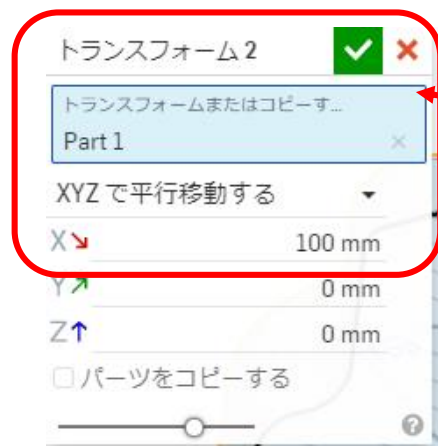 トランスフォーム 2
トランスフォームまたはコピーす...
Part 1
XYZ で平行移動する
X 100 mm
Y 0 mm
Z 0 mm
パーツをコピーする